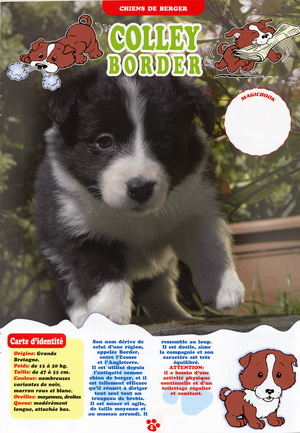 CHIENS DE BERGER
COLLEY
BORDER
MAGICBOOK
Carte d'identité
Origine: Grande
Bretagne.
Poids: de 15 à 20 kg.
Taille: de 47 à 55 cm.
Couleur: nombreuses
variantes de noir,
marron roux et blanc.
Oreilles: moyennes, droites
Queue: modérément
longue, attachée bas.
Son nom dérive de
celui d'une région,
appelée Border,
entre l'Ecosse
et l'Angleterre.
Il est utilisé depuis
l'antiquité comme
chien de berger, et il
est tellement efficace
qu'il réussit à diriger
tout seul tout un
troupeau de brebis.
Il est mince et agile,
de taille moyenne et
au museau arrondi. Il
ressemble au loup.
Il est docile, aime
la compagnie et son
caractère est très
équilibré.
ATTENTION:
il a besoin d'une
activité physique
continuelle et d'un
toilettage régulier
et constant.